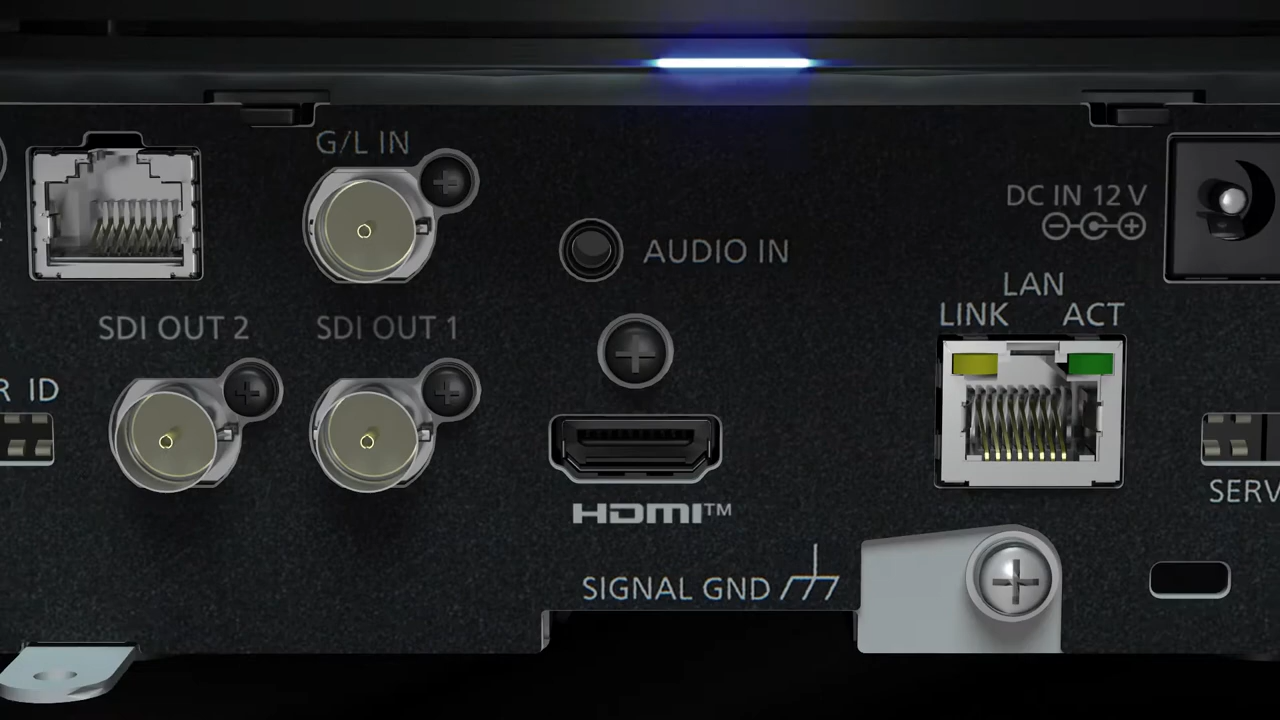 G/L IN
AUDIO IN
DC IN 12 V
LAN
LINK ACT
SDI OUT 2
SDI OUT 1
R ID
HDMI™
SERV
SIGNAL GND